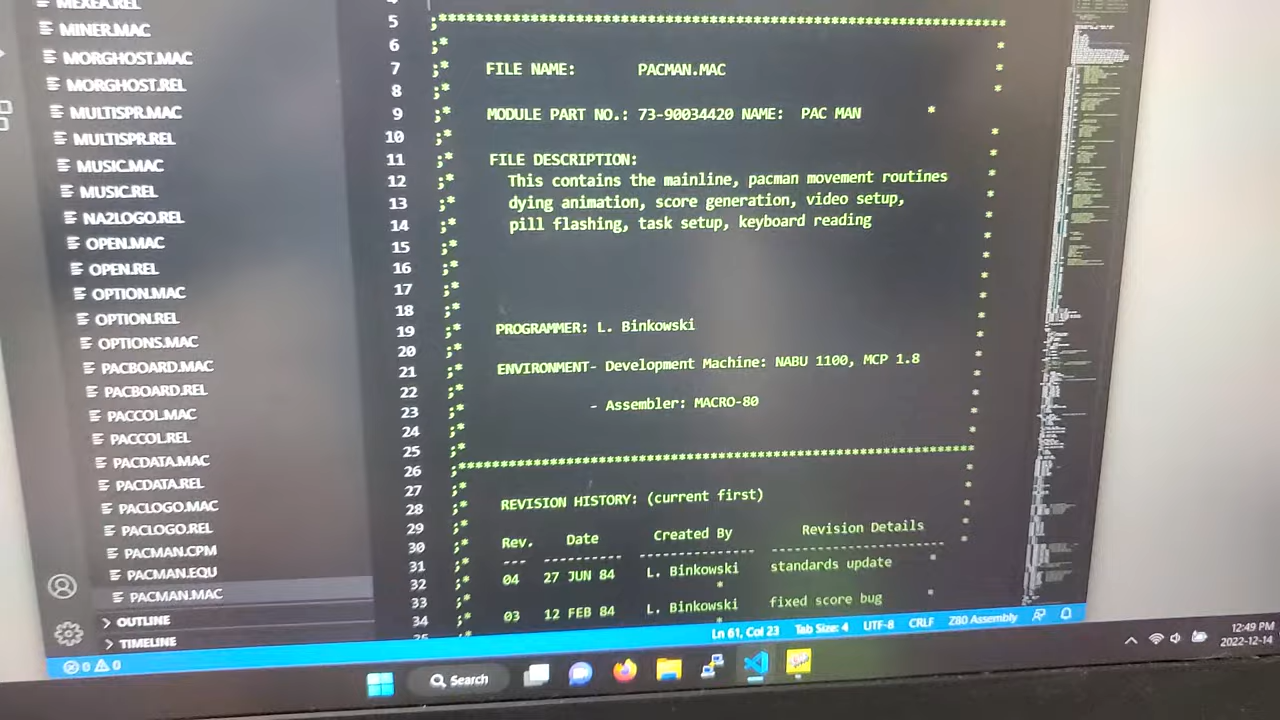 MEXEA.REL
MINER.MAC
MORGHOST.MAC
MORGHOST.REL
MULTISPR.MAC
MULTISPR.REL
MUSIC.MAC
MUSIC.REL
NA2LOGO.REL
OPEN.MAC
OPEN.REL
OPTION.MAC
OPTION.REL
OPTIONS.MAC
PACBOARD.MAC
PACBOARD.REL
PACCOL.MAC
PACCOL.REL
PACDATA.MAC
PACDATA.REL
PACLOGO.MAC
PACLOGO.REL
PACMAN.CPM
PACMAN.EQU
PACMAN.MAC
OUTLINE
TIMELINE
5 ;******************************************************************************
6 ;* *
7 ;* FILE NAME: PACMAN.MAC *
8 ;* *
9 ;* MODULE PART NO.: 73-90034420 NAME: PAC MAN *
10 ;* *
11 ;* FILE DESCRIPTION: *
12 ;* This contains the mainline, pacman movement routines *
13 ;* dying animation, score generation, video setup, *
14 ;* pill flashing, task setup, keyboard reading *
15 ;* *
16 ;* *
17 ;* *
18 ;* *
19 ;* PROGRAMMER: L. Binkowski *
20 ;* *
21 ;* ENVIRONMENT- Development Machine: NABU 1100, MCP 1.8 *
22 ;* *
23 ;* - Assembler: MACRO-80 *
24 ;* *
25 ;* *
26 ;******************************************************************************
27 ;* *
28 ;* REVISION HISTORY: (current first) *
29 ;* *
30 ;* Rev. Date Created By Revision Details *
31 ;* --- ----------- ---------------- ------------------------ *
32 ;* 04 27 JUN 84 L. Binkowski standards update *
33 ;* *
34 ;* 03 12 FEB 84 L. Binkowski fixed score bug *
35 ;* *
0 0
Ln 61, Col 23 Tab Size: 4 UTF-8 CRLF Z80 Assembly
Search
12:49 PM
2022-12-14